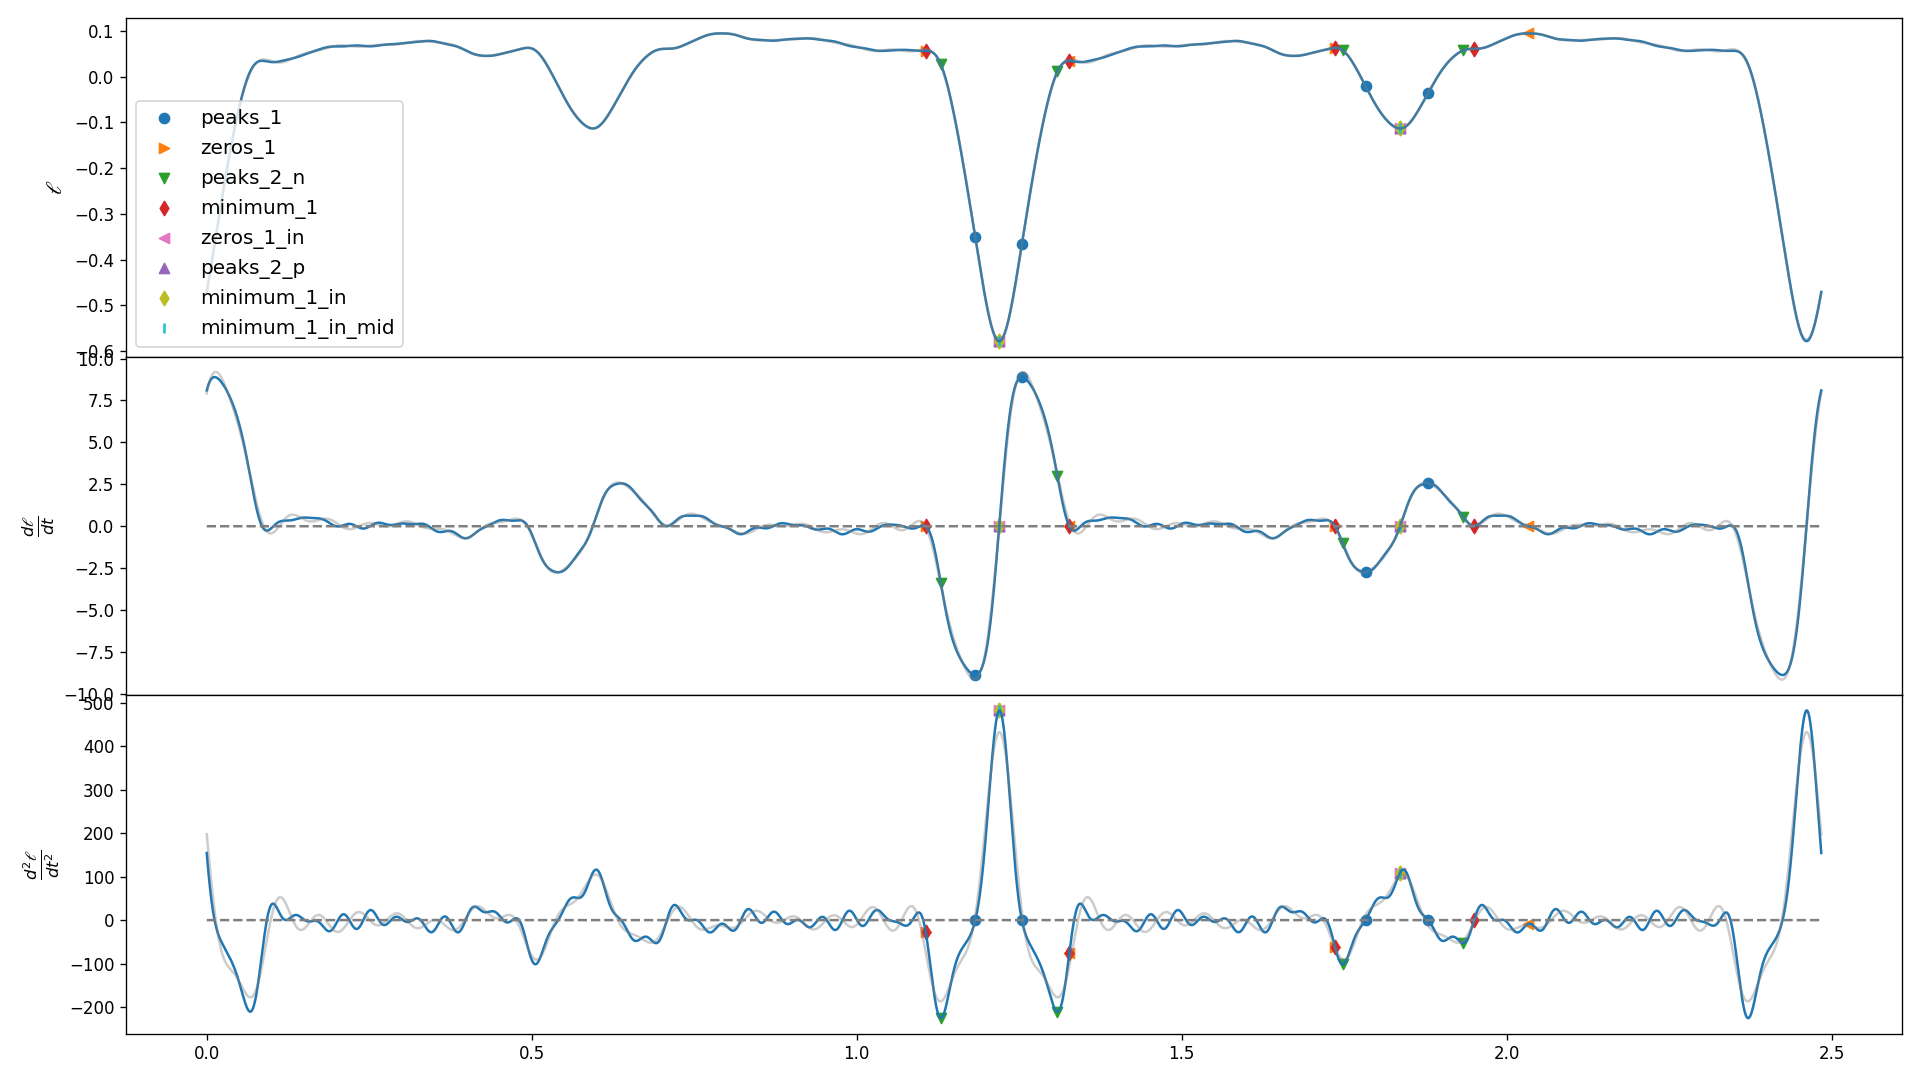 0.1
0.0
−0.1
−0.2
−0.3
−0.4
−0.5
−0.6
ℓ
peaks_1
zeros_1
peaks_2_n
minimum_1
zeros_1_in
peaks_2_p
minimum_1_in
minimum_1_in_mid
10.0
7.5
5.0
2.5
0.0
−2.5
−5.0
−7.5
−10.0
dℓ/dt
500
400
300
200
100
0
−100
−200
d²ℓ/dt²
0.0 0.5 1.0 1.5 2.0 2.5